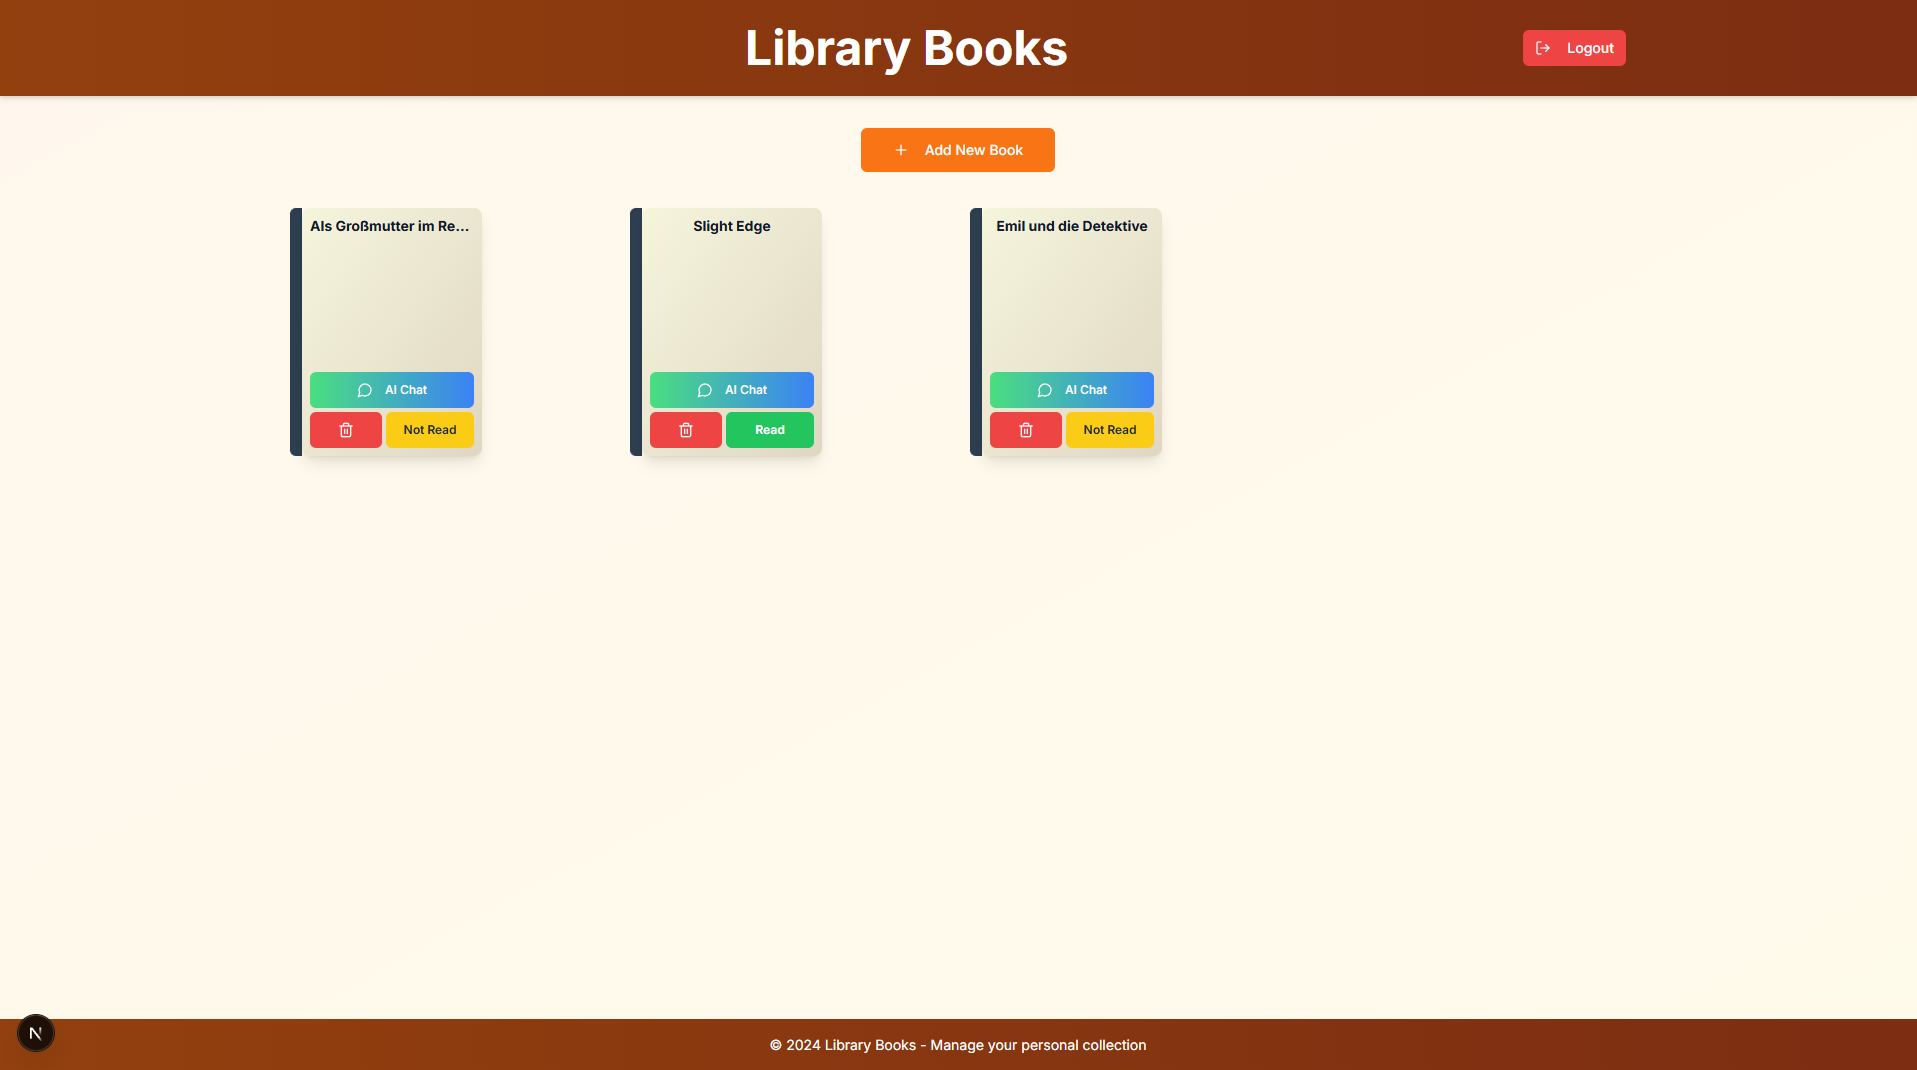 Library Books
Logout
Add New Book
Als Großmutter im Re...
Slight Edge
Emil und die Detektive
AI Chat
AI Chat
AI Chat
Not Read
Read
Not Read
N
© 2024 Library Books - Manage your personal collection